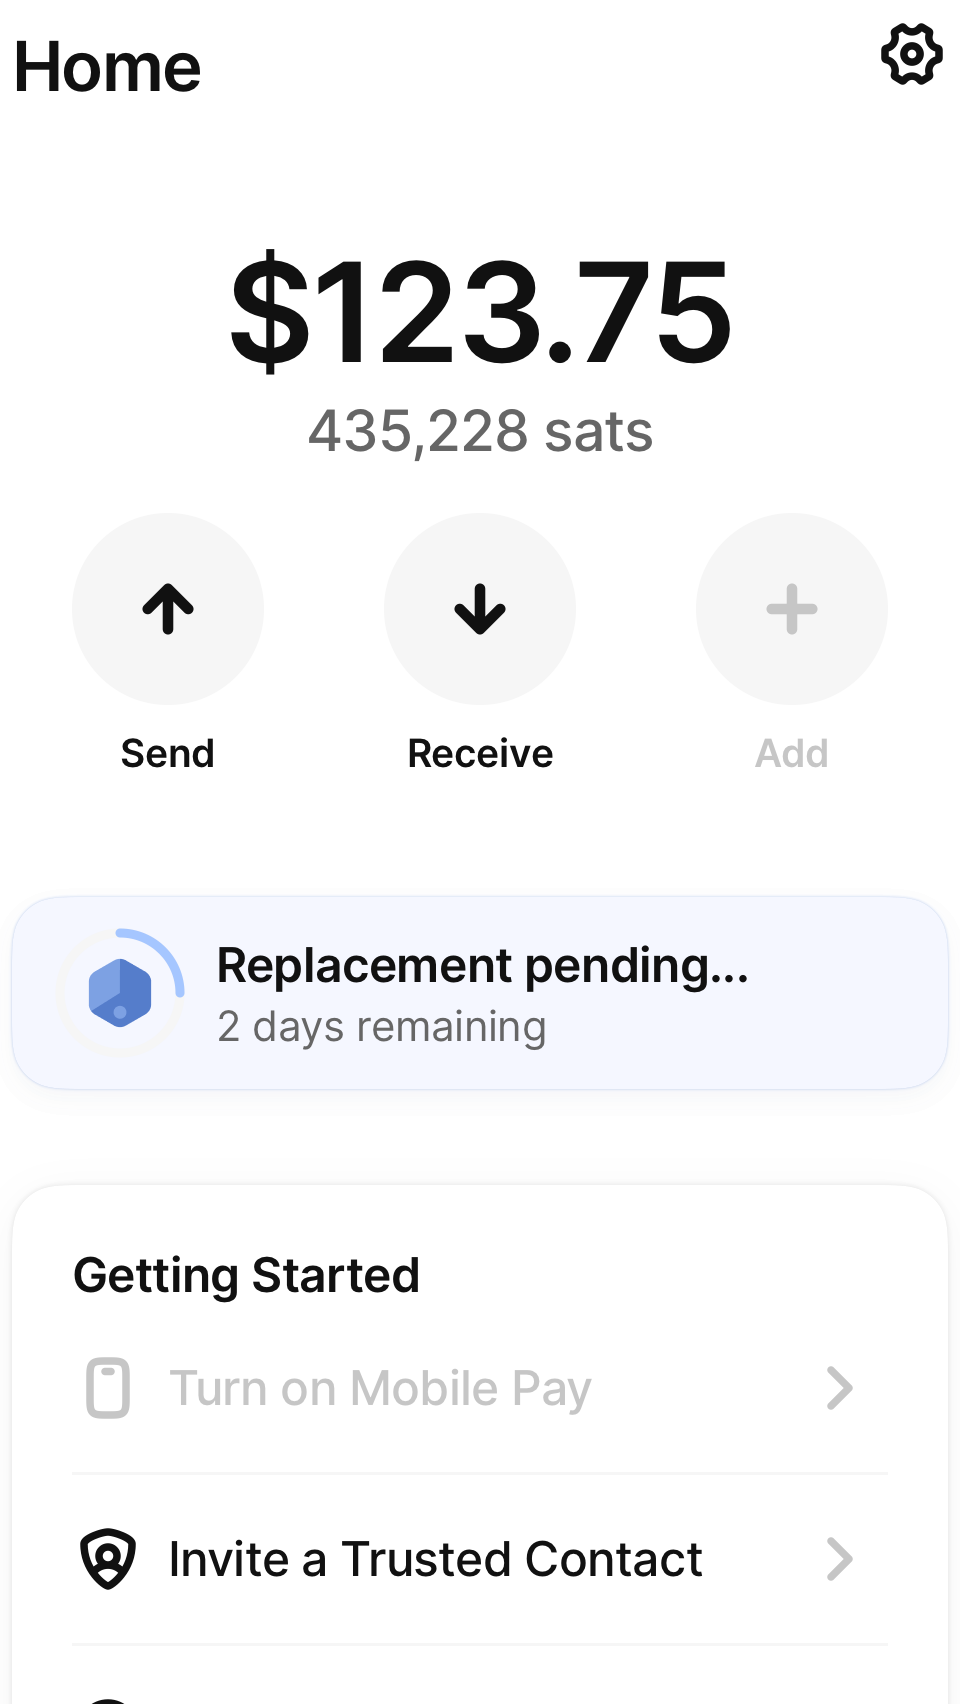 Home
$123.75
435,228 sats
Send
Receive
Add
Replacement pending...
2 days remaining
Getting Started
Turn on Mobile Pay
Invite a Trusted Contact